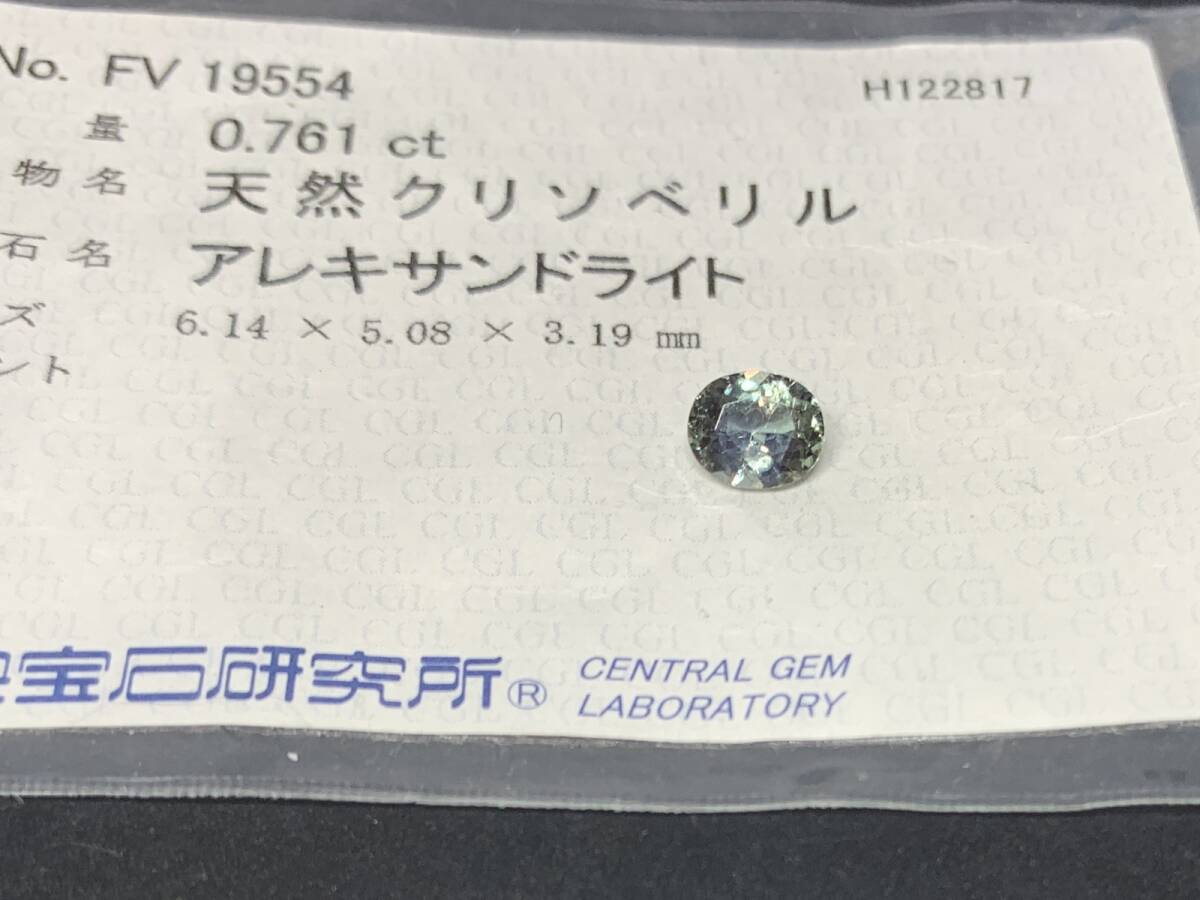 No. FV 19554
H122817
量 0.761 ct
物名 天然クリソベリル
石名 アレキサンドライト
ズ 6.14 × 5.08 × 3.19 mm
ント
宝石研究所® CENTRAL GEM
LABORATORY